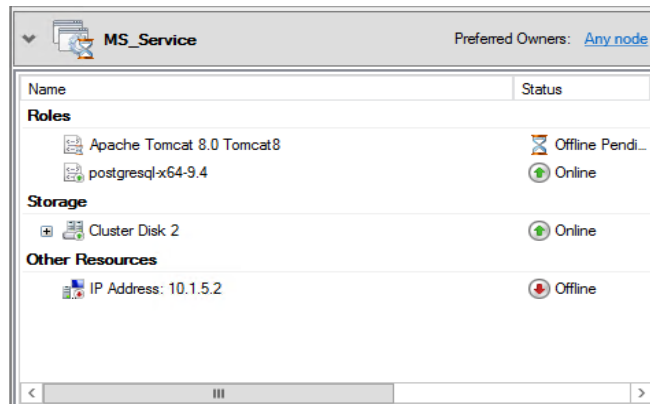 MS_Service Preferred Owners: Any node
Name Status
Roles
Apache Tomcat 8.0 Tomcat8 Offline Pendi...
postgresql-x64-9.4 Online
Storage
Cluster Disk 2 Online
Other Resources
IP Address: 10.1.5.2 Offline